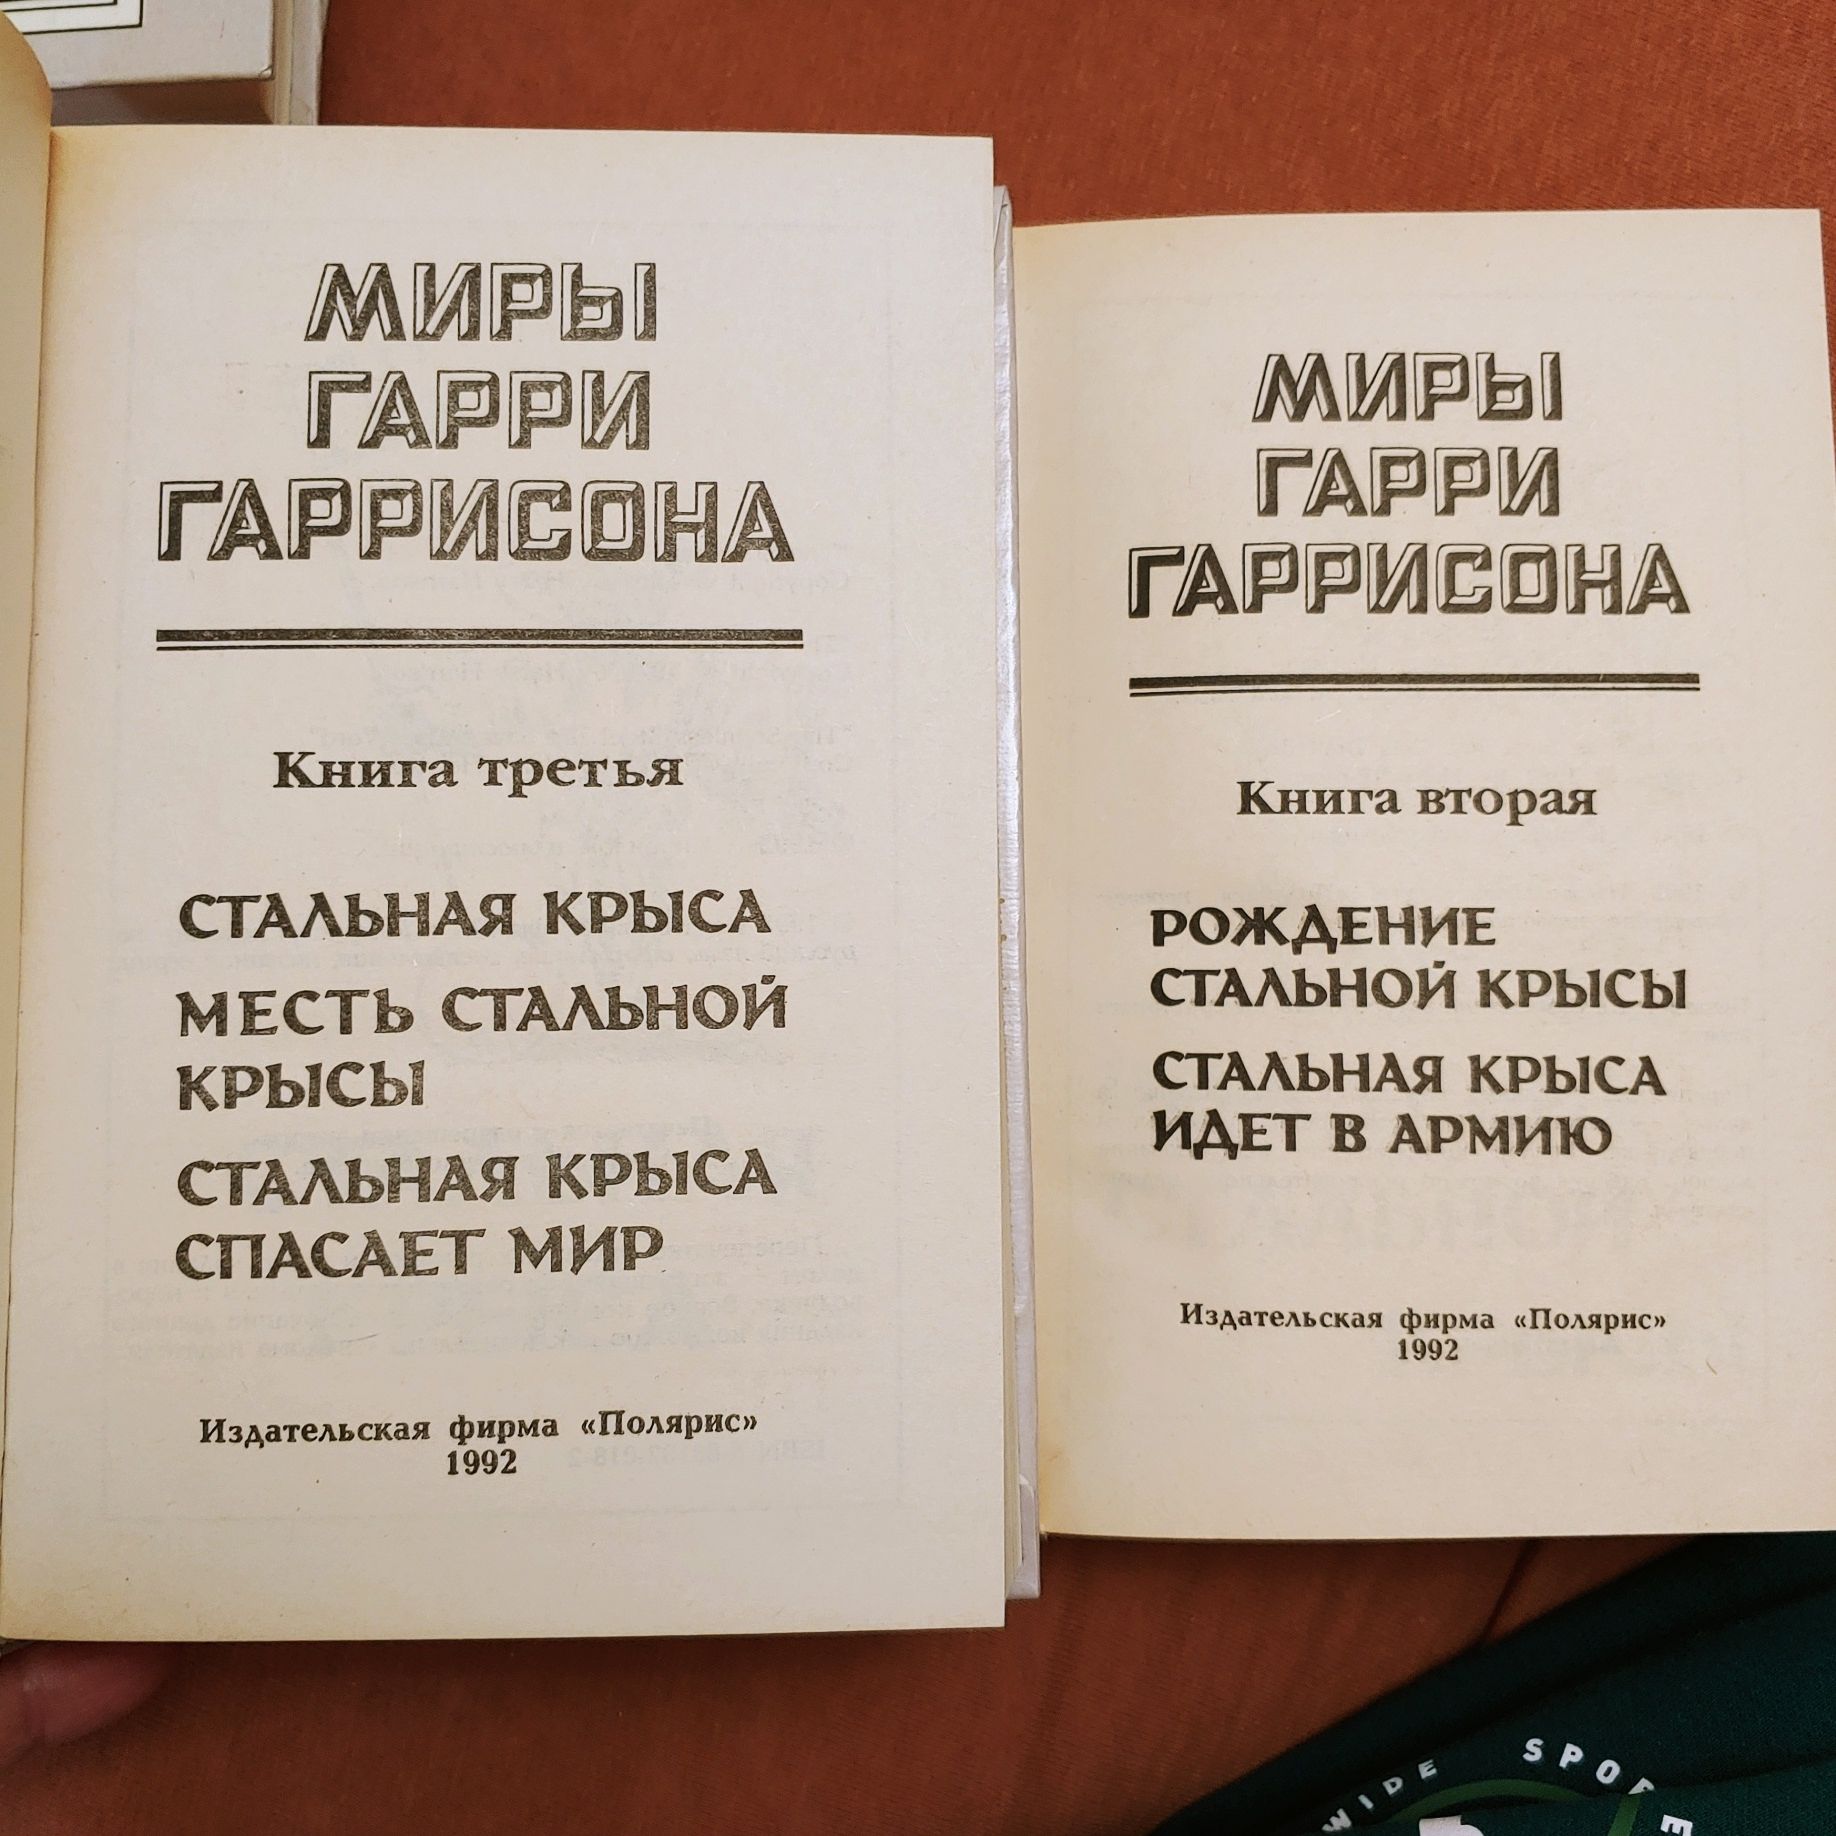 МИРЫ
ГАРРИ
ГАРРИСОНА
Книга третья
СТАЛЬНАЯ КРЫСА
МЕСТЬ СТАЛЬНОЙ
КРЫСЫ
СТАЛЬНАЯ КРЫСА
СПАСАЕТ МИР
Издательская фирма «Полярис»
1992
МИРЫ
ГАРРИ
ГАРРИСОНА
Книга вторая
РОЖДЕНИЕ
СТАЛЬНОЙ КРЫСЫ
СТАЛЬНАЯ КРЫСА
ИДЕТ В АРМИЮ
Издательская фирма «Полярис»
1992
WIDE